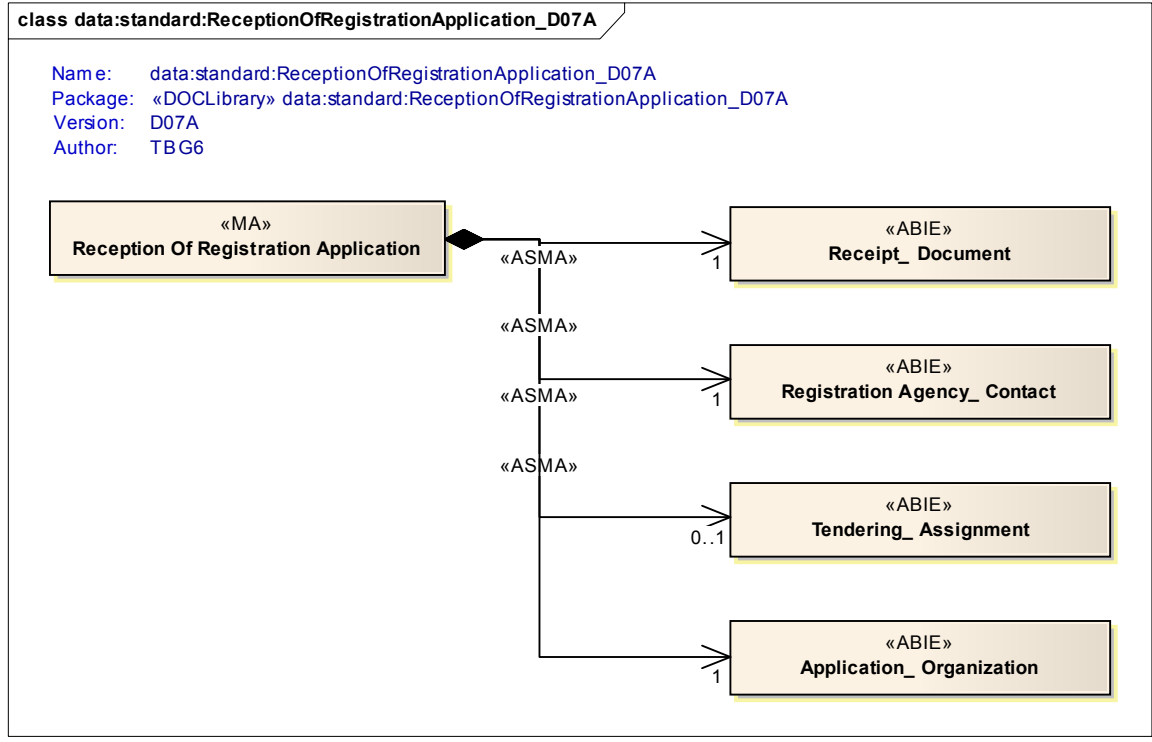 class data:standard:ReceptionOfRegistrationApplication_D07A
Name: data:standard:ReceptionOfRegistrationApplication_D07A
Package: «DOCLibrary» data:standard:ReceptionOfRegistrationApplication_D07A
Version: D07A
Author: TBG6
«MA»
Reception Of Registration Application
«ASMA»
1
«ABIE»
Receipt_ Document
«ASMA»
1
«ABIE»
Registration Agency_ Contact
«ASMA»
0..1
«ABIE»
Tendering_ Assignment
«ASMA»
1
«ABIE»
Application_ Organization